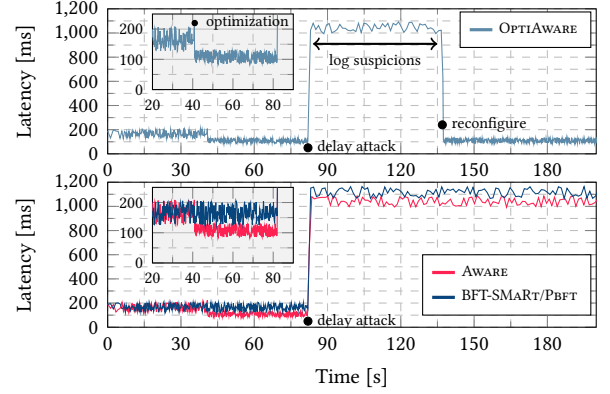 1,200
1,000
800
600
400
200
0
Latency [ms]
200
100
0
20 40 60 80
optimization
OptiAware
log suspicions
reconfigure
delay attack
0 30 60 90 120 150 180
1,200
1,000
800
600
400
200
0
Latency [ms]
200
100
0
20 40 60 80
Aware
BFT-SMaRt/Pbft
delay attack
0 30 60 90 120 150 180
Time [s]